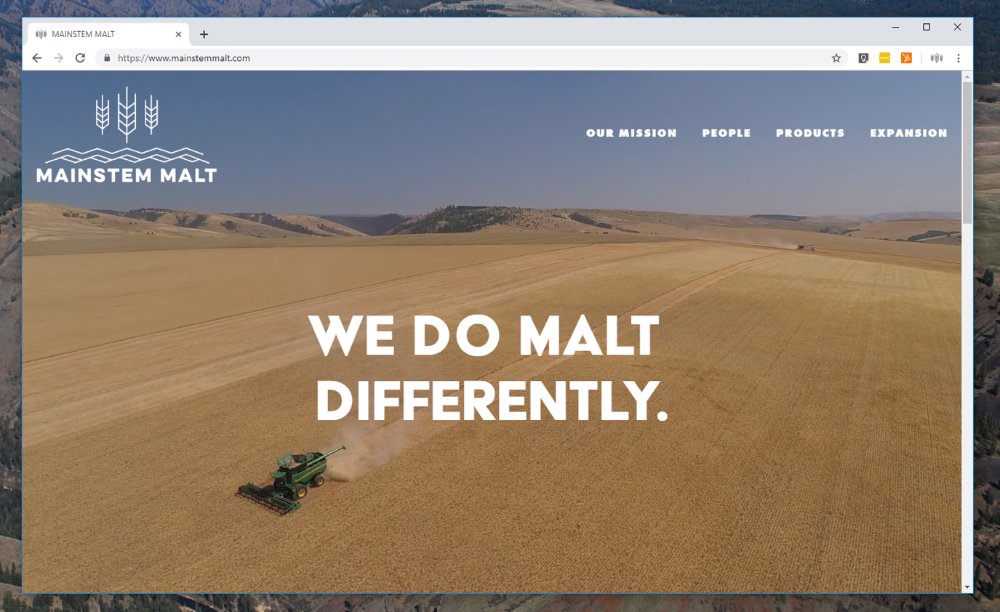 MAINSTEM MALT
https://www.mainstemmalt.com
MAINSTEM MALT
OUR MISSION PEOPLE PRODUCTS EXPANSION
WE DO MALT
DIFFERENTLY.